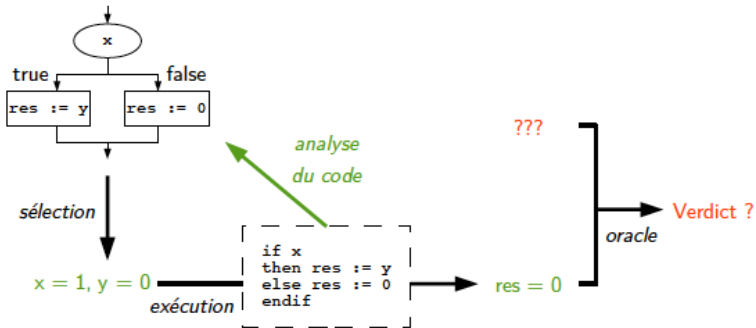 x
true
false
res := y
res := 0
analyse
du code
???
sélection
Verdict ?
oracle
if x
then res := y
else res := 0
endif
x = 1, y = 0
exécution
res = 0